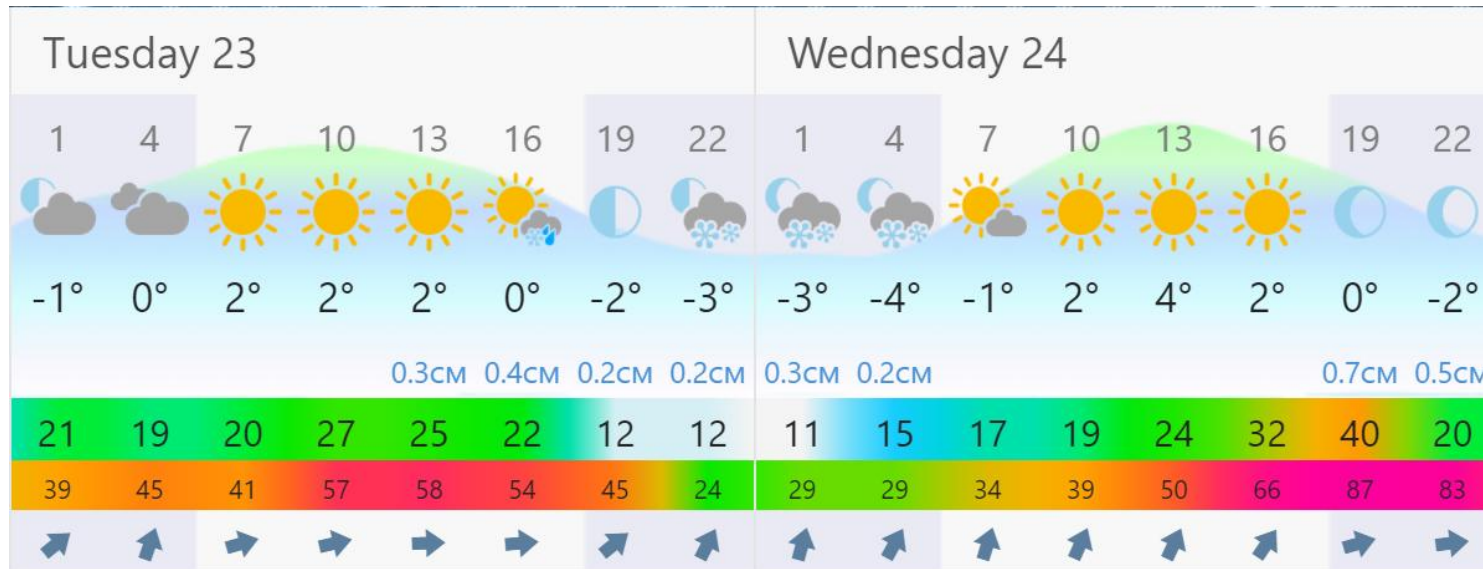 Tuesday 23 Wednesday 24
1 4 7 10 13 16 19 22 1 4 7 10 13 16 19 22
-1° 0° 2° 2° 2° 0° -2° -3° -3° -4° -1° 2° 4° 2° 0° -2°
0.3см 0.4см 0.2см 0.2см 0.3см 0.2см 0.7см 0.5см
21 19 20 27 25 22 12 12 11 15 17 19 24 32 40 20
39 45 41 57 58 54 45 24 29 29 34 39 50 66 87 83